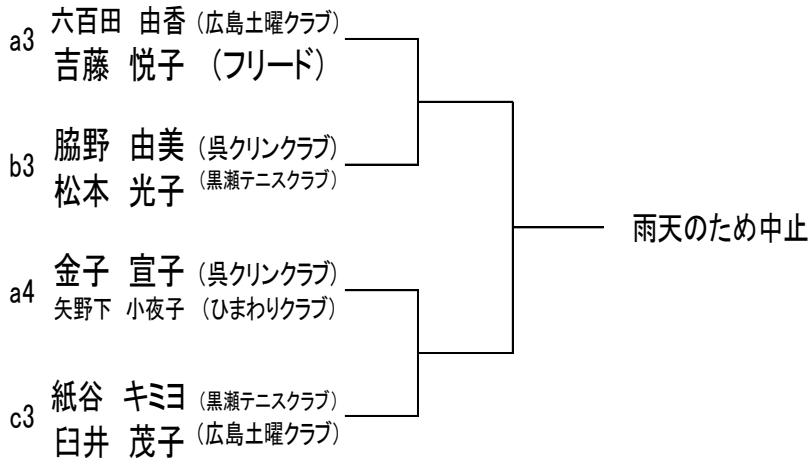 a3 六百田 由香 (広島土曜クラブ)
吉藤 悦子 (フリード)
b3 脇野 由美 (呉クリンクラブ)
松本 光子 (黒瀬テニスクラブ)
雨天のため中止
a4 金子 宣子 (呉クリンクラブ)
矢野下 小夜子 (ひまわりクラブ)
c3 紙谷 キミヨ (黒瀬テニスクラブ)
臼井 茂子 (広島土曜クラブ)